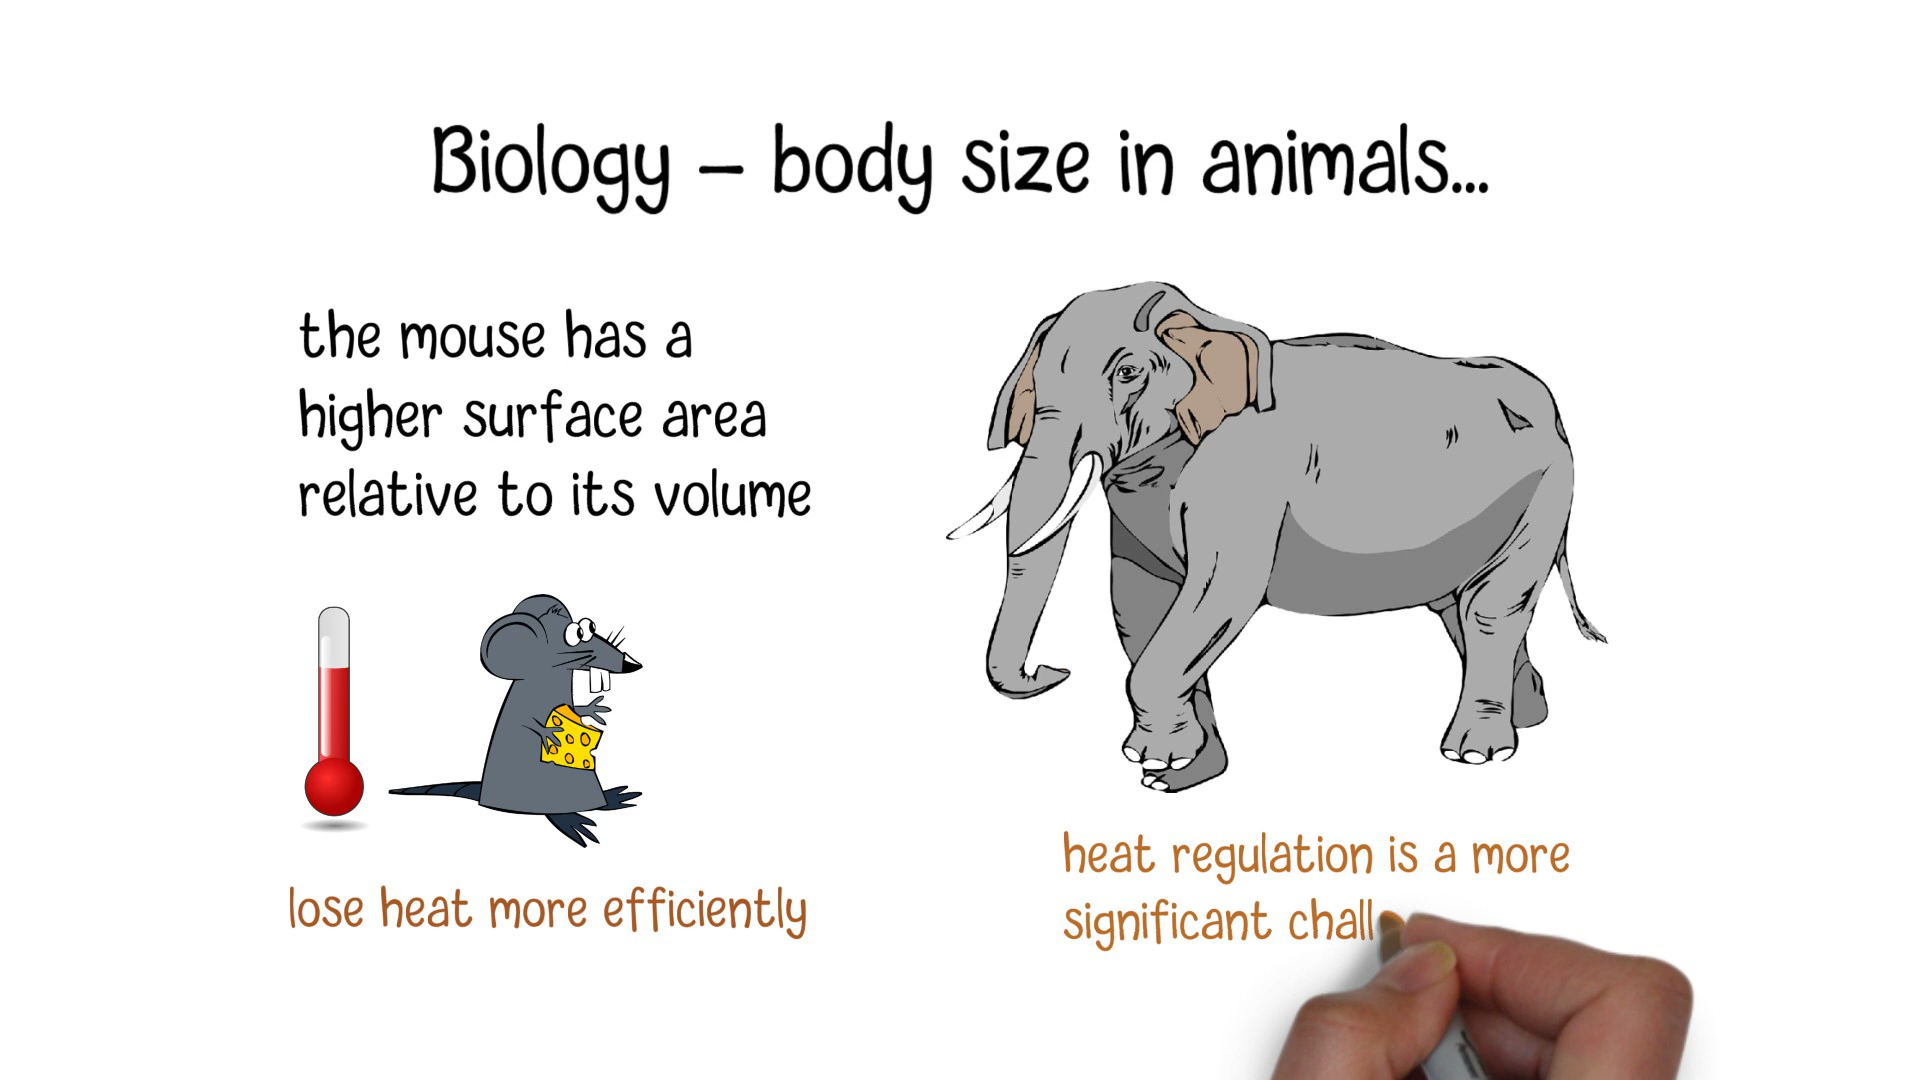 Biology – body size in animals...
the mouse has a
higher surface area
relative to its volume
lose heat more efficiently
heat regulation is a more
significant chall